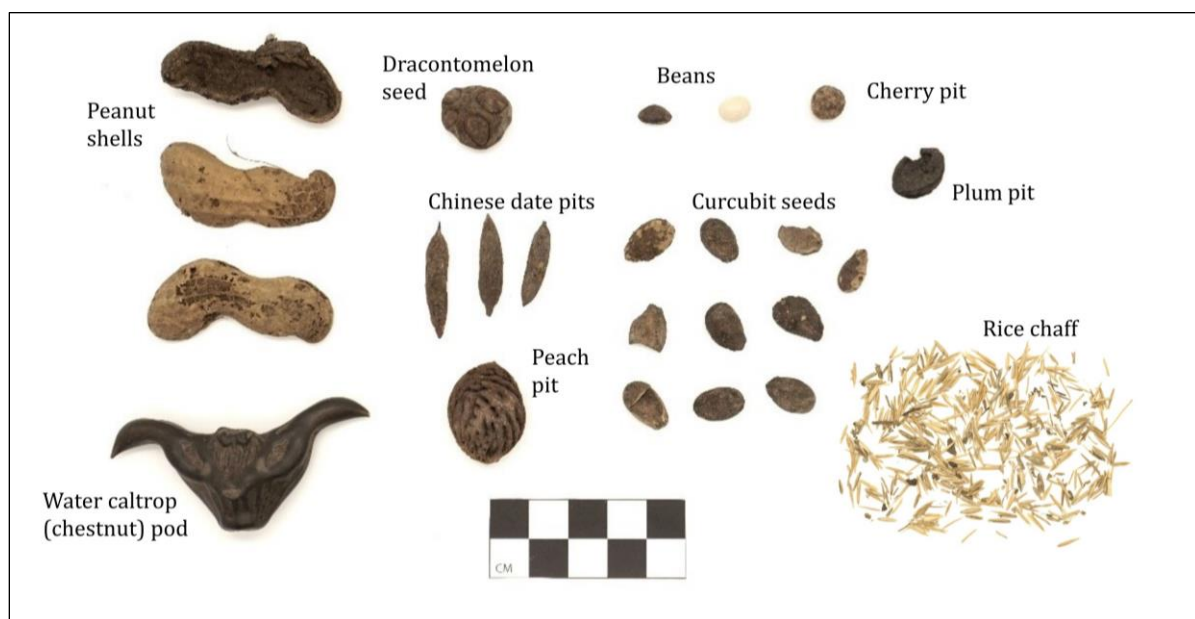 Peanut
shells
Dracontomelon
seed
Beans
Cherry pit
Plum pit
Chinese date pits
Curcubit seeds
Peach
pit
Rice chaff
Water caltrop
(chestnut) pod
CM